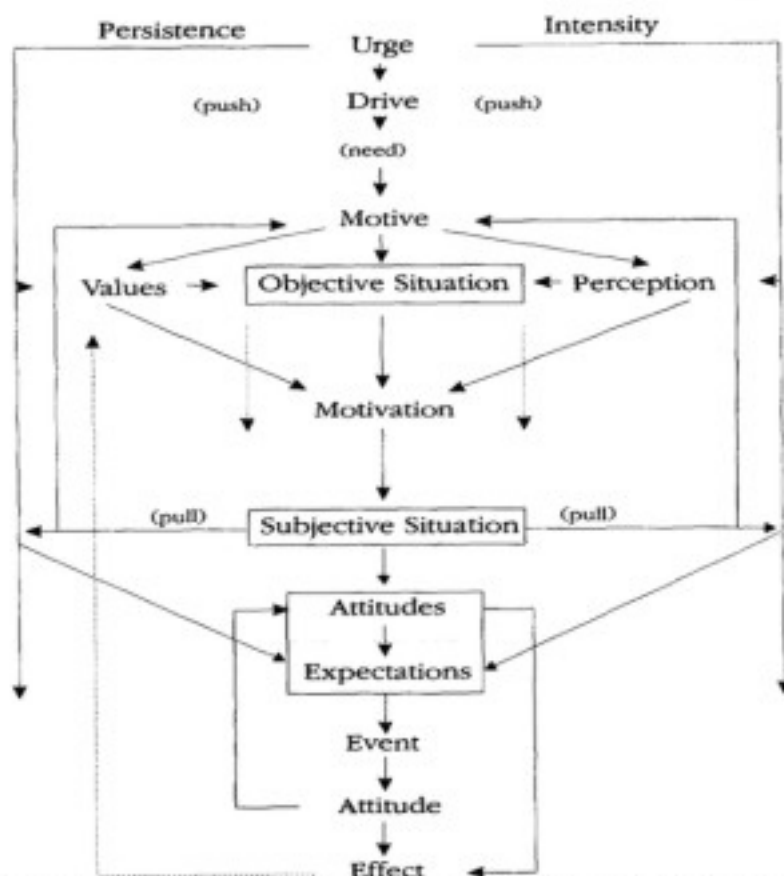 Persistence Urge Intensity
(push) Drive (push)
(need)
Motive
Values Objective Situation Perception
Motivation
(pull) Subjective Situation (pull)
Attitudes
Expectations
Event
Attitude
Effect